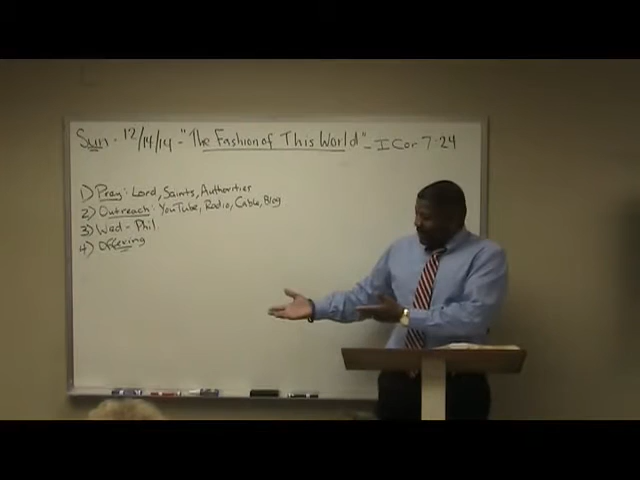 Sun. 12/14/14 - "The Fashion of This World" - I Cor 7:24
1) Pray: Lord, Saints, Authorities
2) Outreach: YouTube, Radio, Cable, Blog
3) Wed - Phil
4) Offering